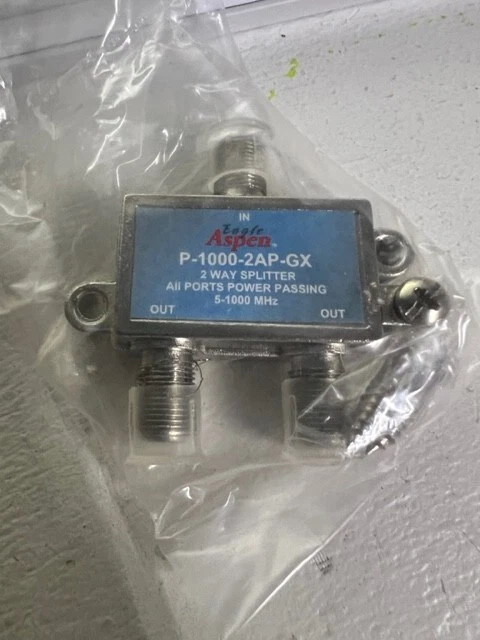 IN
Eagle
Aspen
P-1000-2AP-GX
2 WAY SPLITTER
All PORTS POWER PASSING
5-1000 MHz
OUT
OUT